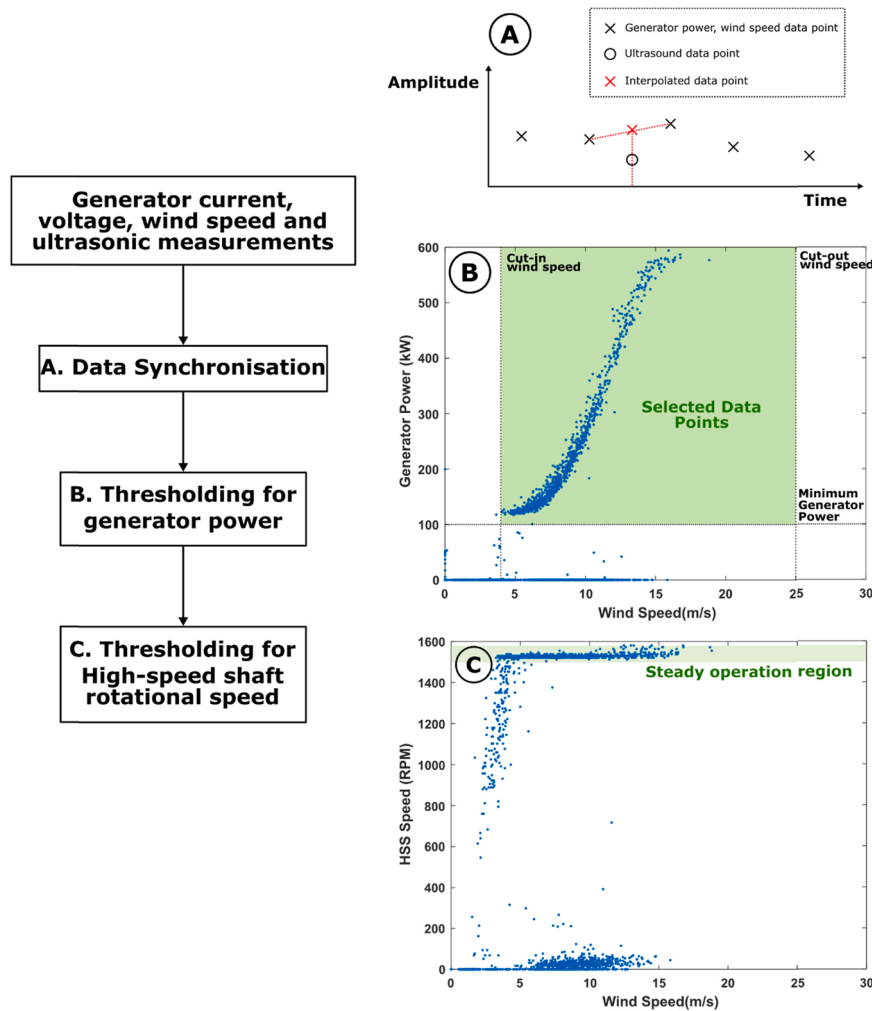 Generator current,
voltage, wind speed and
ultrasonic measurements
A. Data Synchronisation
B. Thresholding for
generator power
C. Thresholding for
High-speed shaft
rotational speed
A
Generator power, wind speed data point
Ultrasound data point
Interpolated data point
Amplitude
Time
B
600
500
400
300
200
100
0
Generator Power (kW)
Cut-in
wind speed
Cut-out
wind speed
Selected Data
Points
Minimum
Generator
Power
0
5
10
15
20
25
30
Wind Speed(m/s)
C
1600
1400
1200
1000
800
600
400
200
0
HSS Speed (RPM)
Steady operation region
0
5
10
15
20
25
30
Wind Speed(m/s)